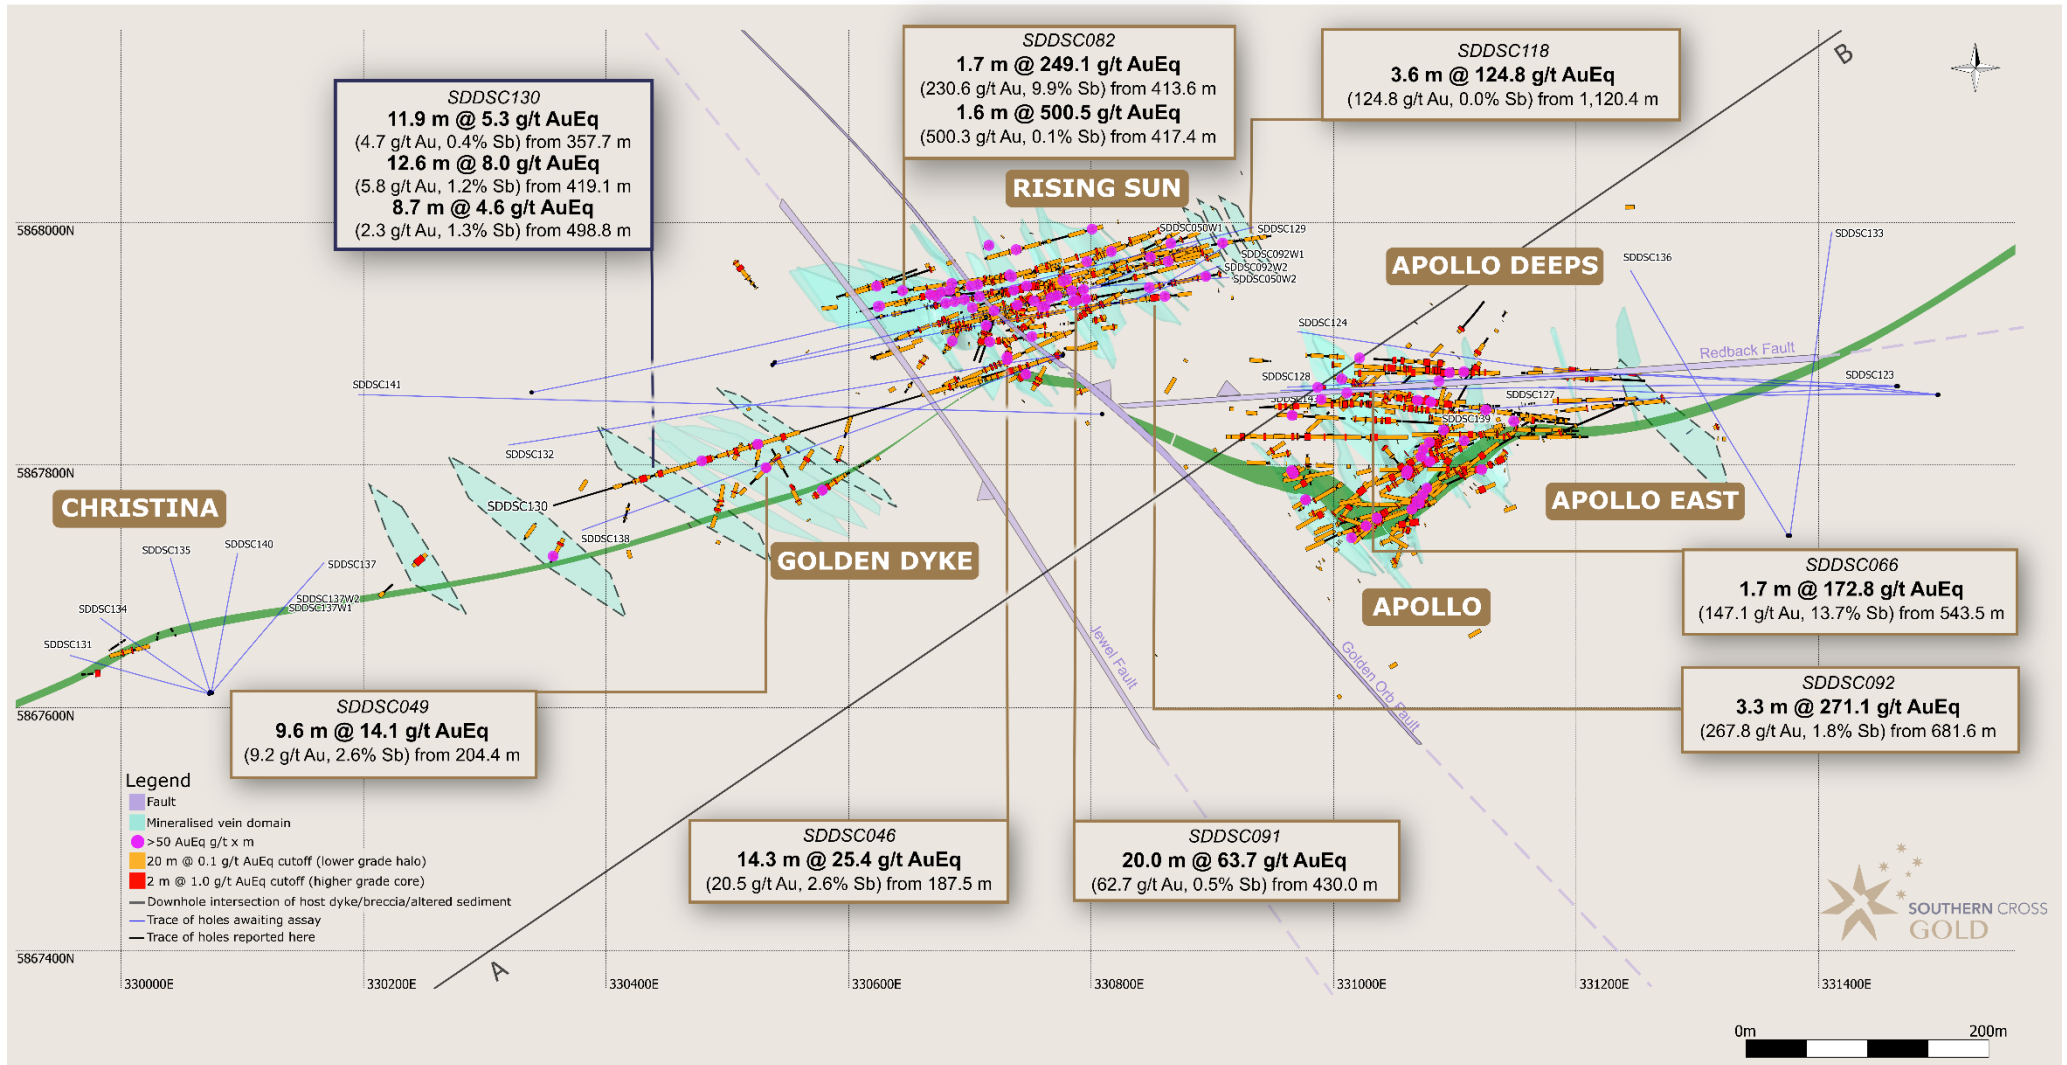 SDDSC082
1.7 m @ 249.1 g/t AuEq
(230.6 g/t Au, 9.9% Sb) from 413.6 m
1.6 m @ 500.5 g/t AuEq
(500.3 g/t Au, 0.1% Sb) from 417.4 m
SDDSC118
3.6 m @ 124.8 g/t AuEq
(124.8 g/t Au, 0.0% Sb) from 1,120.4 m
B
SDDSC130
11.9 m @ 5.3 g/t AuEq
(4.7 g/t Au, 0.4% Sb) from 357.7 m
12.6 m @ 8.0 g/t AuEq
(5.8 g/t Au, 1.2% Sb) from 419.1 m
8.7 m @ 4.6 g/t AuEq
(2.3 g/t Au, 1.3% Sb) from 498.8 m
RISING SUN
5868000N
SDDSC050W1
SDDSC129
SDDSC092W1
SDDSC092W2
SDDSC050W2
APOLLO DEEPS
SDDSC136
SDDSC133
SDDSC124
Redback Fault
SDDSC141
SDDSC128
SDDSC123
SDDSC127
SDDSC143
SDDSC139
SDDSC132
5867800N
CHRISTINA
SDDSC130
APOLLO EAST
SDDSC138
GOLDEN DYKE
SDDSC135
SDDSC140
SDDSC137
SDDSC137W2
SDDSC137W1
SDDSC134
SDDSC131
APOLLO
SDDSC066
1.7 m @ 172.8 g/t AuEq
(147.1 g/t Au, 13.7% Sb) from 543.5 m
Jewel Fault
Golden Orb Fault
SDDSC092
3.3 m @ 271.1 g/t AuEq
(267.8 g/t Au, 1.8% Sb) from 681.6 m
5867600N
SDDSC049
9.6 m @ 14.1 g/t AuEq
(9.2 g/t Au, 2.6% Sb) from 204.4 m
Legend
Fault
Mineralised vein domain
>50 AuEq g/t x m
20 m @ 0.1 g/t AuEq cutoff (lower grade halo)
2 m @ 1.0 g/t AuEq cutoff (higher grade core)
Downhole intersection of host dyke/breccia/altered sediment
Trace of holes awaiting assay
Trace of holes reported here
SDDSC046
14.3 m @ 25.4 g/t AuEq
(20.5 g/t Au, 2.6% Sb) from 187.5 m
SDDSC091
20.0 m @ 63.7 g/t AuEq
(62.7 g/t Au, 0.5% Sb) from 430.0 m
SOUTHERN CROSS
GOLD
5867400N
A
330000E
330200E
330400E
330600E
330800E
331000E
331200E
331400E
0m
200m